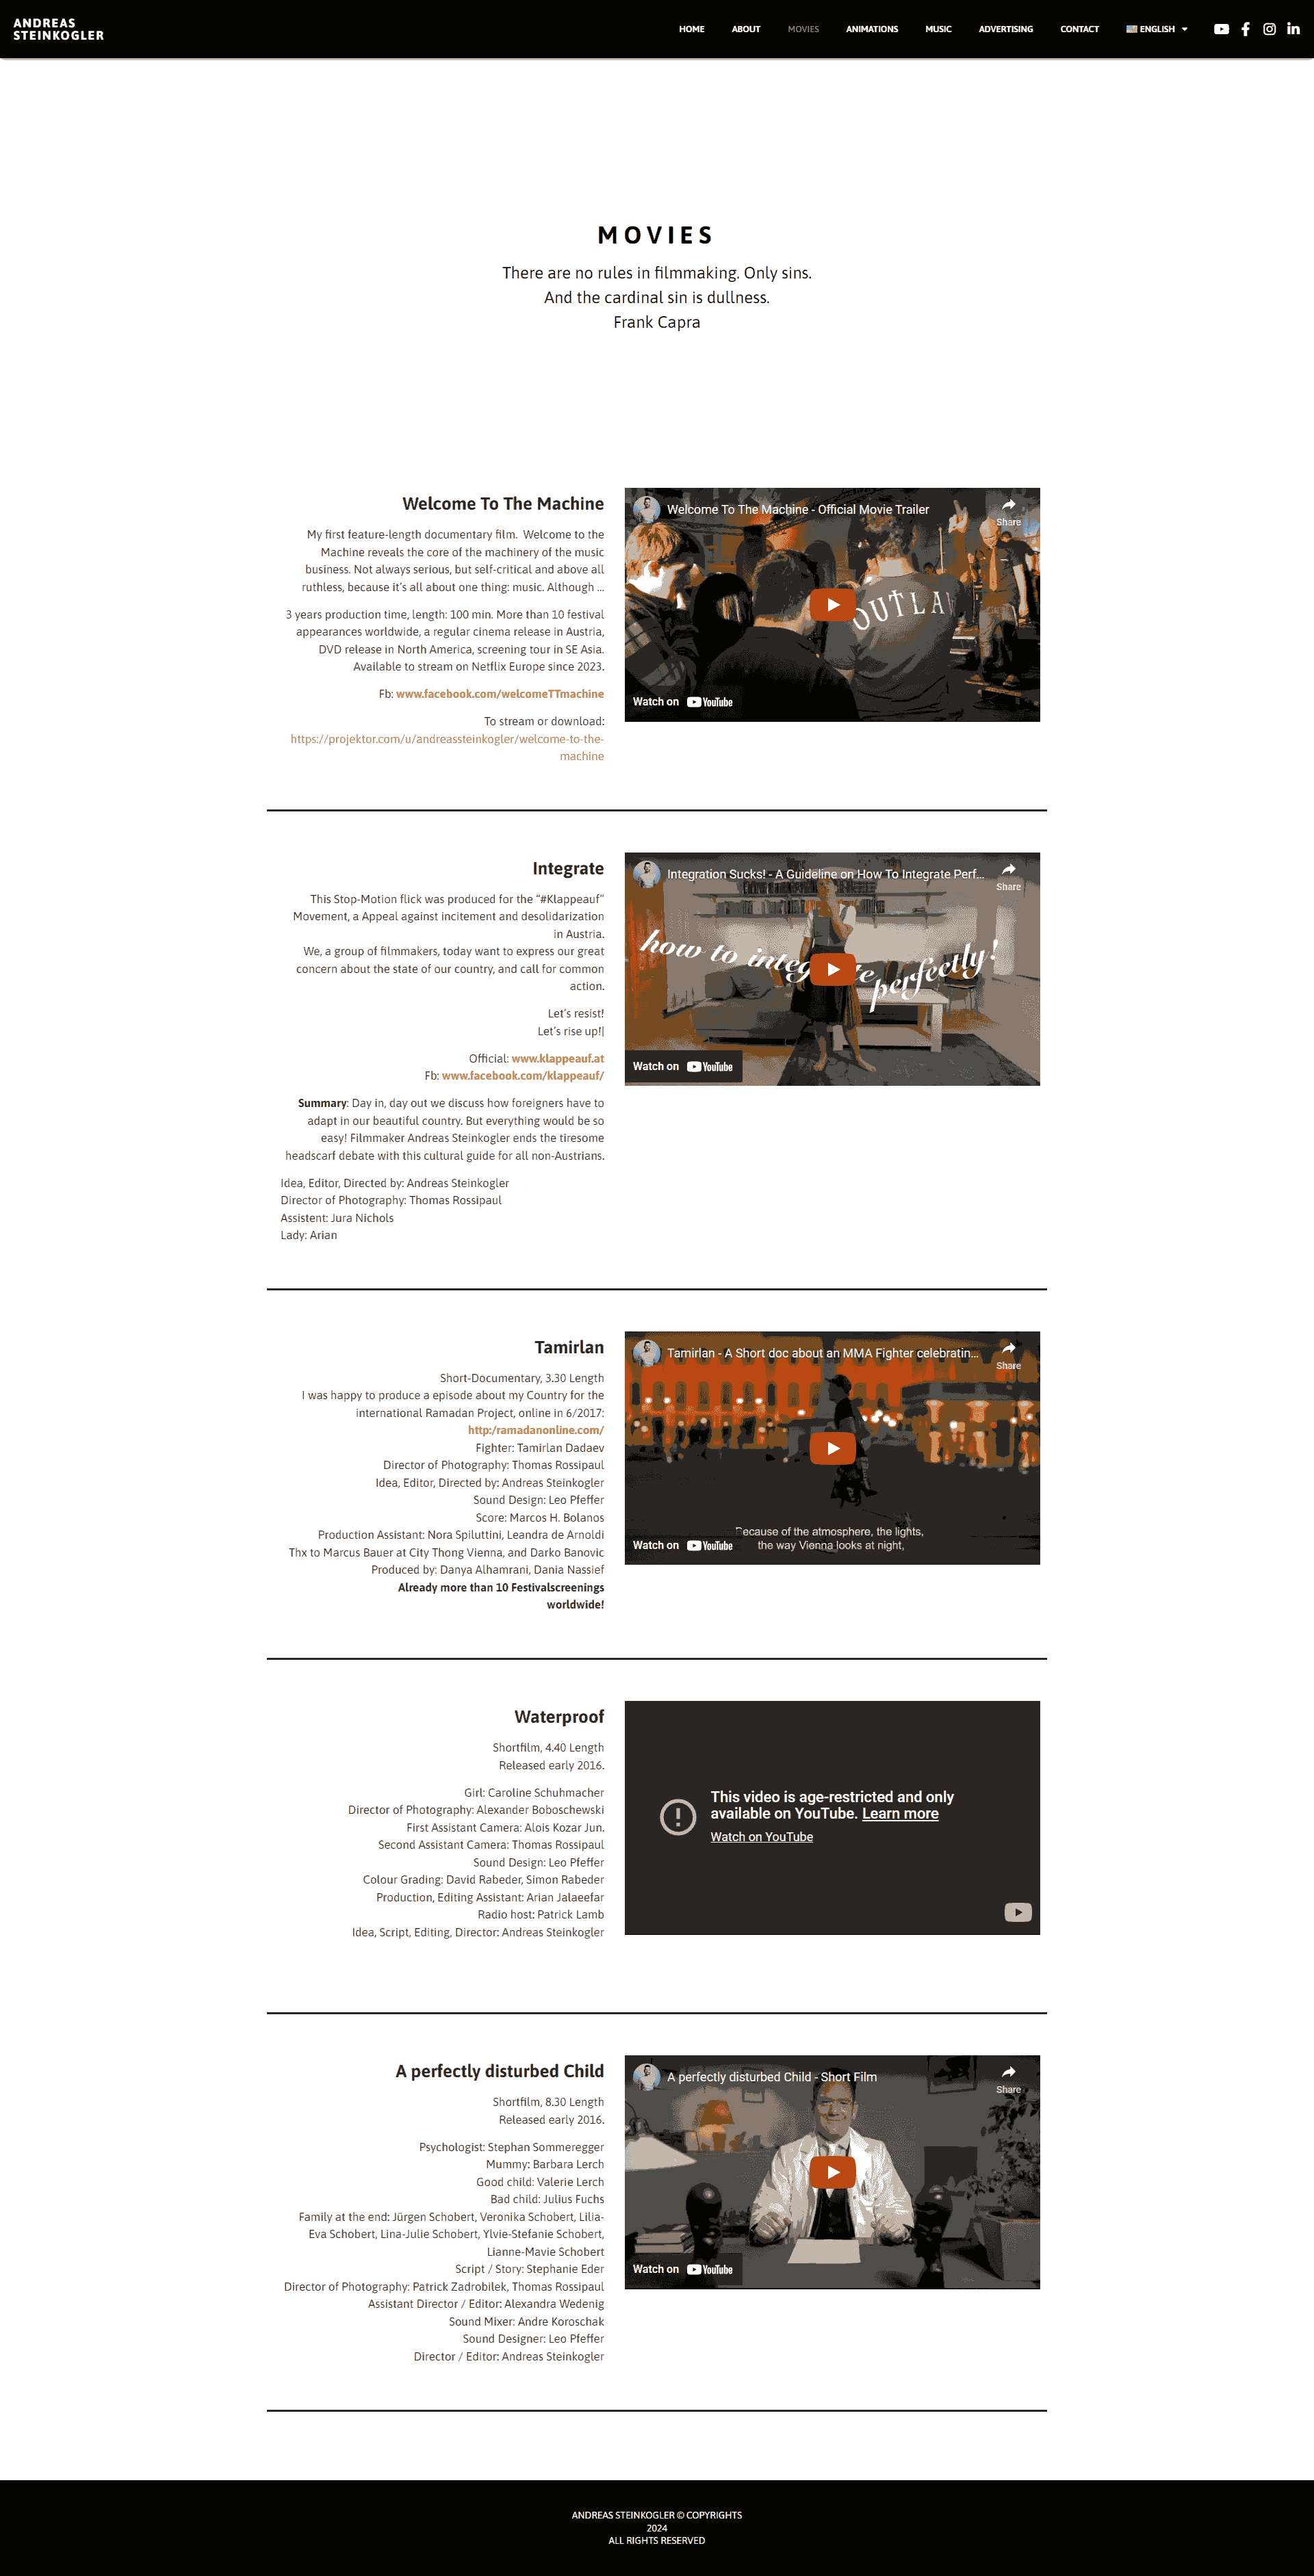 ANDREAS
STEINKOGLER
HOME ABOUT MOVIES ANIMATIONS MUSIC ADVERTISING CONTACT ENGLISH
MOVIES
There are no rules in filmmaking. Only sins.
And the cardinal sin is dullness.
Frank Capra
Welcome To The Machine
My first feature-length documentary film. Welcome to the
Machine reveals the core of the machinery of the music
business. Not always serious, but self-critical and above all
ruthless, because it’s all about one thing: music. Although ...
3 years production time, length: 100 min. More than 10 festival
appearances worldwide, a regular cinema release in Austria,
DVD release in North America, screening tour in SE Asia.
Available to stream on Netflix Europe since 2023.
Fb: www.facebook.com/welcomeTTmachine
To stream or download:
https://projektor.com/u/andreassteinkogler/welcome-to-the-
machine
Welcome To The Machine - Official Movie Trailer
Share
OUTLA
Watch on YouTube
Integrate
This Stop-Motion flick was produced for the “#Klappeauf”
Movement, a Appeal against incitement and desolidarization
in Austria.
We, a group of filmmakers, today want to express our great
concern about the state of our country, and call for common
action.
Let’s resist!
Let’s rise up!|
Official: www.klappeauf.at
Fb: www.facebook.com/klappeauf/
Summary: Day in, day out we discuss how foreigners have to
adapt in our beautiful country. But everything would be so
easy! Filmmaker Andreas Steinkogler ends the tiresome
headscarf debate with this cultural guide for all non-Austrians.
Idea, Editor, Directed by: Andreas Steinkogler
Director of Photography: Thomas Rossipaul
Assistent: Jura Nichols
Lady: Arian
Integration Sucks! - A Guideline on How To Integrate Perf...
Share
how to integ te perfectly!
Watch on YouTube
Tamirlan
Short-Documentary, 3.30 Length
I was happy to produce a episode about my Country for the
international Ramadan Project, online in 6/2017:
http:/ramadanonline.com/
Fighter: Tamirlan Dadaev
Director of Photography: Thomas Rossipaul
Idea, Editor, Directed by: Andreas Steinkogler
Sound Design: Leo Pfeffer
Score: Marcos H. Bolanos
Production Assistant: Nora Spiluttini, Leandra de Arnoldi
Thx to Marcus Bauer at City Thong Vienna, and Darko Banovic
Produced by: Danya Alhamrani, Dania Nassief
Already more than 10 Festivalscreenings
worldwide!
Tamirlan - A Short doc about an MMA Fighter celebratin...
Share
Because of the atmosphere, the lights,
the way Vienna looks at night,
Watch on YouTube
Waterproof
Shortfilm, 4.40 Length
Released early 2016.
Girl: Caroline Schuhmacher
Director of Photography: Alexander Boboschewski
First Assistant Camera: Alois Kozar Jun.
Second Assistant Camera: Thomas Rossipaul
Sound Design: Leo Pfeffer
Colour Grading: David Rabeder, Simon Rabeder
Production, Editing Assistant: Arian Jalaeefar
Radio host: Patrick Lamb
Idea, Script, Editing, Director: Andreas Steinkogler
This video is age-restricted and only
available on YouTube. Learn more
Watch on YouTube
A perfectly disturbed Child
Shortfilm, 8.30 Length
Released early 2016.
Psychologist: Stephan Sommeregger
Mummy: Barbara Lerch
Good child: Valerie Lerch
Bad child: Julius Fuchs
Family at the end: Jürgen Schobert, Veronika Schobert, Lilia-
Eva Schobert, Lina-Julie Schobert, Ylvie-Stefanie Schobert,
Lianne-Mavie Schobert
Script / Story: Stephanie Eder
Director of Photography: Patrick Zadrobilek, Thomas Rossipaul
Assistant Director / Editor: Alexandra Wedenig
Sound Mixer: Andre Koroschak
Sound Designer: Leo Pfeffer
Director / Editor: Andreas Steinkogler
A perfectly disturbed Child - Short Film
Share
Watch on YouTube
ANDREAS STEINKOGLER © COPYRIGHTS
2024
ALL RIGHTS RESERVED